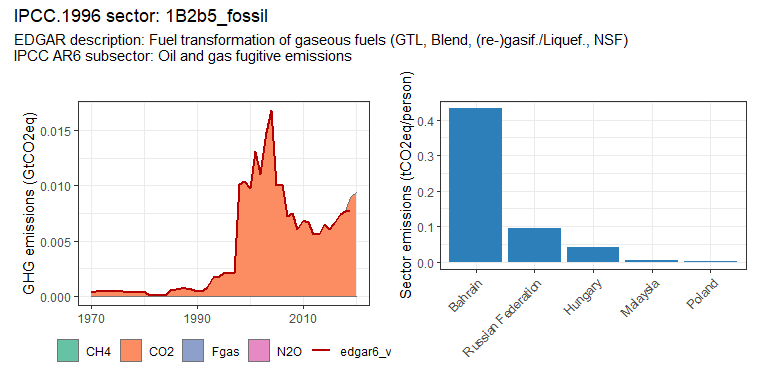 IPCC.1996 sector: 1B2b5_fossil
EDGAR description: Fuel transformation of gaseous fuels (GTL, Blend, (re-)gasif./Liquef., NSF)
IPCC AR6 subsector: Oil and gas fugitive emissions
GHG emissions (GtCO2eq)
0.015
0.010
0.005
0.000
1970
1990
2010
CH4
CO2
Fgas
N2O
edgar6_v
Sector emissions (tCO2eq/person)
0.4
0.3
0.2
0.1
0.0
Bahrain
Russian Federation
Hungary
Malaysia
Poland